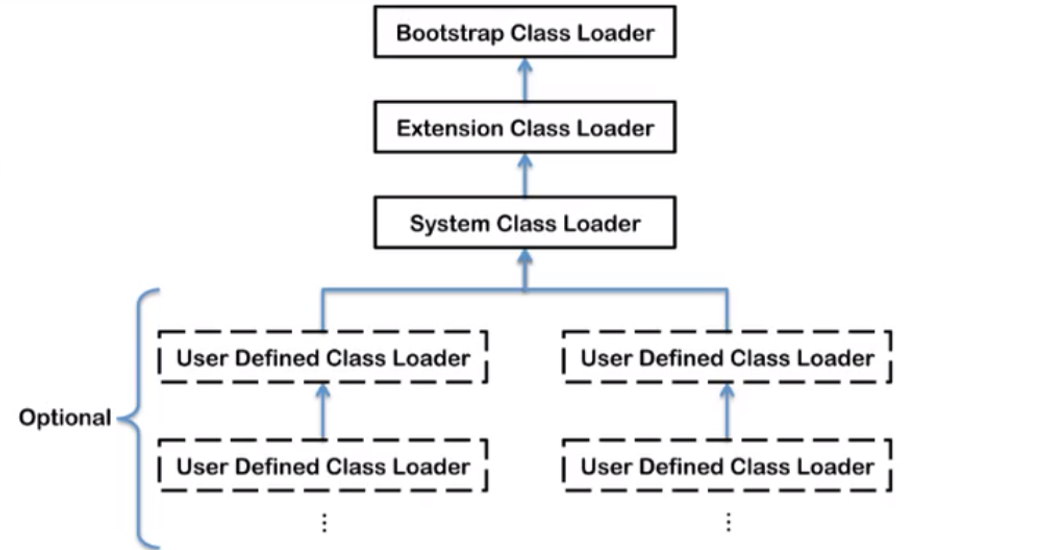 Bootstrap Class Loader
Extension Class Loader
System Class Loader
User Defined Class Loader
User Defined Class Loader
Optional
User Defined Class Loader
User Defined Class Loader
⋮
⋮